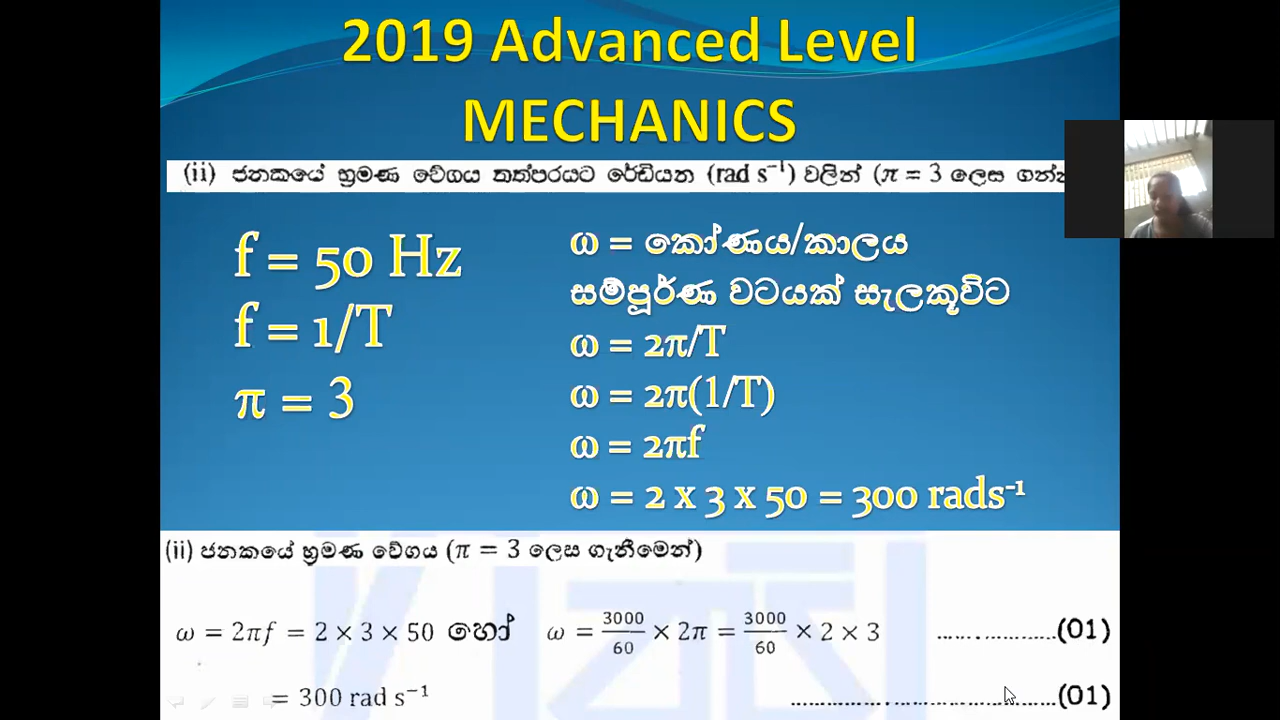 2019 Advanced Level
MECHANICS
(ii) ජනකයේ භ්‍රමණ වේගය තත්පරයට රේඩියන (rad s⁻¹) වලින් (π = 3 ලෙස
f = 50 Hz
f = 1/T
π = 3
ω = කෝණය/කාලය
සම්පූර්ණ වටයක් සැලකූවිට
ω = 2π/T
ω = 2π(1/T)
ω = 2πf
ω = 2 x 3 x 50 = 300 rads⁻¹
(ii) ජනකයේ භ්‍රමණ වේගය (π = 3 ලෙස ගැනීමෙන්)
ω = 2πf = 2 × 3 × 50 හෝ ω = 3000/60 × 2π = 3000/60 × 2 × 3 ..................(01)
= 300 rad s⁻¹ ..............................(01)